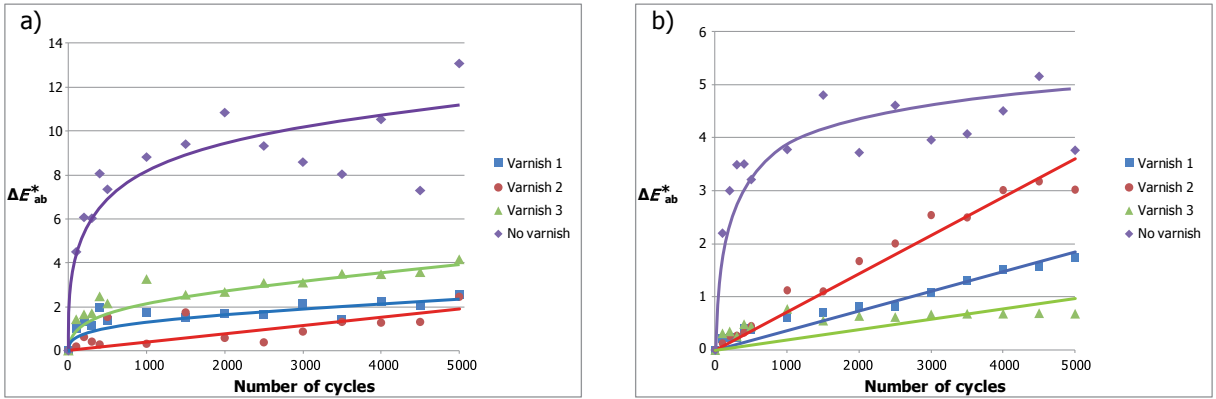 a)
14
12
10
8
6
4
2
0
ΔE*ab
0 1000 2000 3000 4000 5000
Number of cycles
Varnish 1
Varnish 2
Varnish 3
No varnish
b)
6
5
4
3
2
1
0
ΔE*ab
0 1000 2000 3000 4000 5000
Number of cycles
Varnish 1
Varnish 2
Varnish 3
No varnish